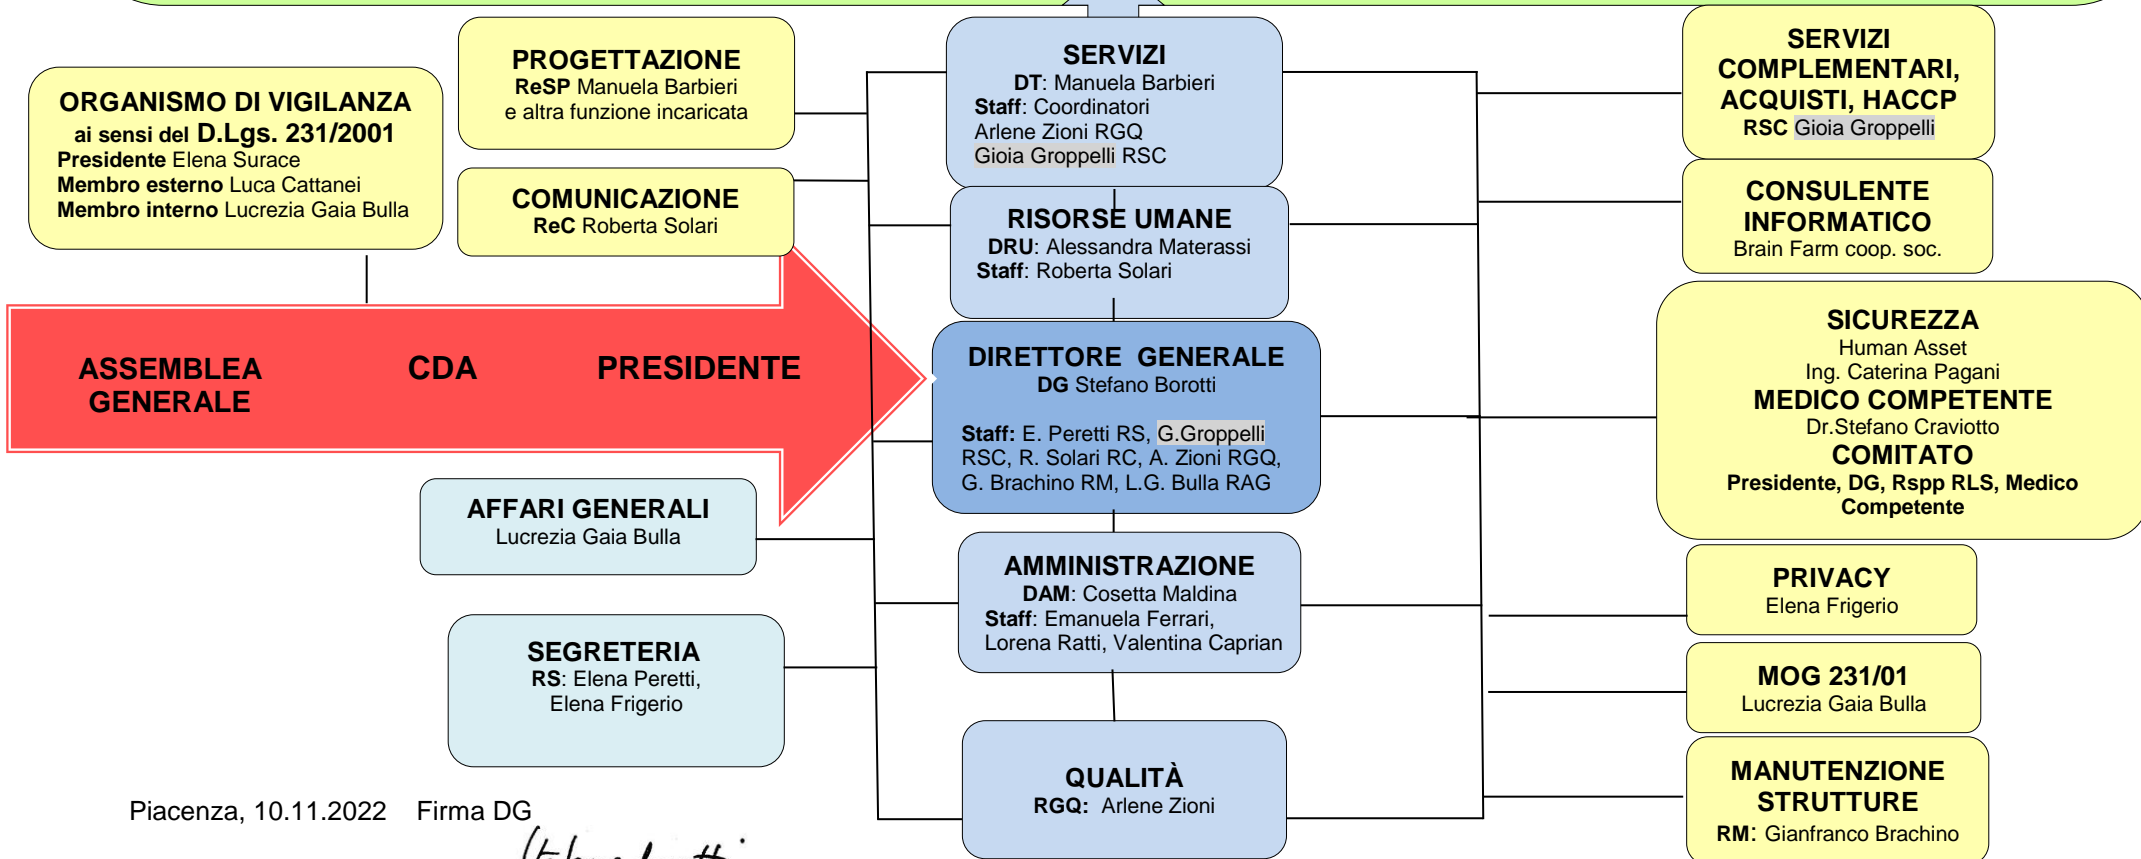 ORGANISMO DI VIGILANZA
ai sensi del D.Lgs. 231/2001
Presidente Elena Surace
Membro esterno Luca Cattanei
Membro interno Lucrezia Gaia Bulla
PROGETTAZIONE
ReSP Manuela Barbieri
e altra funzione incaricata
COMUNICAZIONE
ReC Roberta Solari
SERVIZI
DT: Manuela Barbieri
Staff: Coordinatori
Arlene Zioni RGQ
Gioia Groppelli RSC
RISORSE UMANE
DRU: Alessandra Materassi
Staff: Roberta Solari
SERVIZI
COMPLEMENTARI,
ACQUISTI, HACCP
RSC Gioia Groppelli
CONSULENTE
INFORMATICO
Brain Farm coop. soc.
ASSEMBLEA
GENERALE
CDA
PRESIDENTE
DIRETTORE GENERALE
DG Stefano Borotti
Staff: E. Peretti RS, G.Groppelli
RSC, R. Solari RC, A. Zioni RGQ,
G. Brachino RM, L.G. Bulla RAG
SICUREZZA
Human Asset
Ing. Caterina Pagani
MEDICO COMPETENTE
Dr.Stefano Craviotto
COMITATO
Presidente, DG, Rspp RLS, Medico
Competente
AFFARI GENERALI
Lucrezia Gaia Bulla
AMMINISTRAZIONE
DAM: Cosetta Maldina
Staff: Emanuela Ferrari,
Lorena Ratti, Valentina Caprian
PRIVACY
Elena Frigerio
SEGRETERIA
RS: Elena Peretti,
Elena Frigerio
MOG 231/01
Lucrezia Gaia Bulla
QUALITÀ
RGQ: Arlene Zioni
MANUTENZIONE
STRUTTURE
RM: Gianfranco Brachino
Piacenza, 10.11.2022 Firma DG